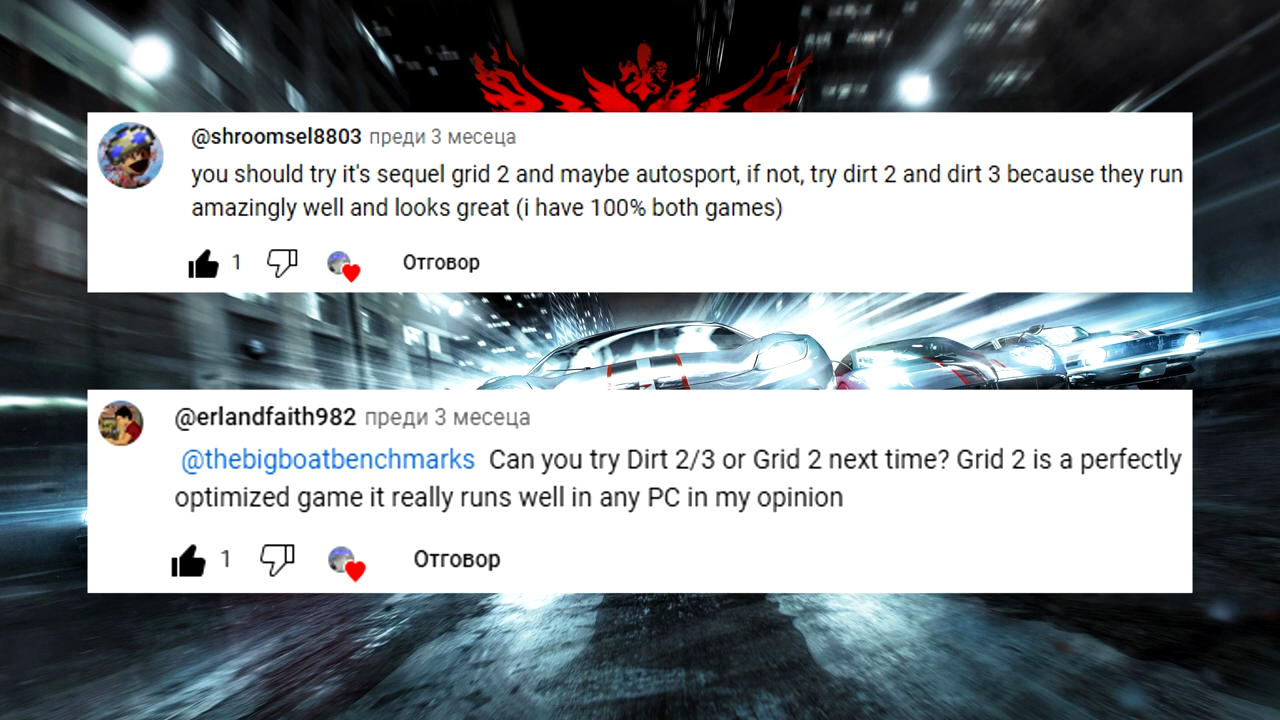 @shroomsel8803 преди 3 месеца
you should try it's sequel grid 2 and maybe autosport, if not, try dirt 2 and dirt 3 because they run
amazingly well and looks great (i have 100% both games)
1 Отговор
@erlandfaith982 преди 3 месеца
@thebigboatbenchmarks Can you try Dirt 2/3 or Grid 2 next time? Grid 2 is a perfectly
optimized game it really runs well in any PC in my opinion
1 Отговор